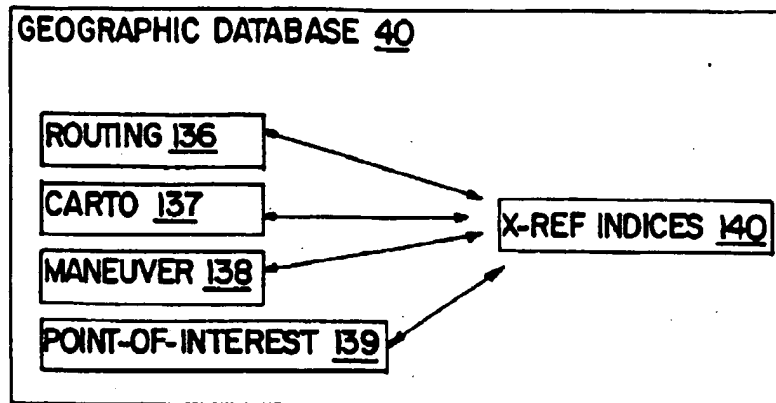 GEOGRAPHIC DATABASE 40
ROUTING 136
CARTO 137
MANEUVER 138
POINT-OF-INTEREST 139
X-REF INDICES 140